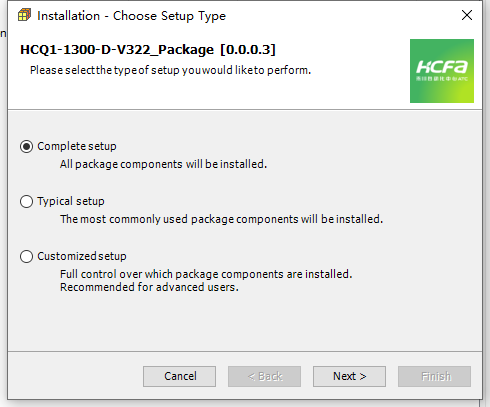 Installation - Choose Setup Type
HCQ1-1300-D-V322_Package [0.0.0.3]
Please select the type of setup you would like to perform.
HCFA
Complete setup
All package components will be installed.
Typical setup
The most commonly used package components will be installed.
Customized setup
Full control over which package components are installed.
Recommended for advanced users.
Cancel
< Back
Next >
Finish